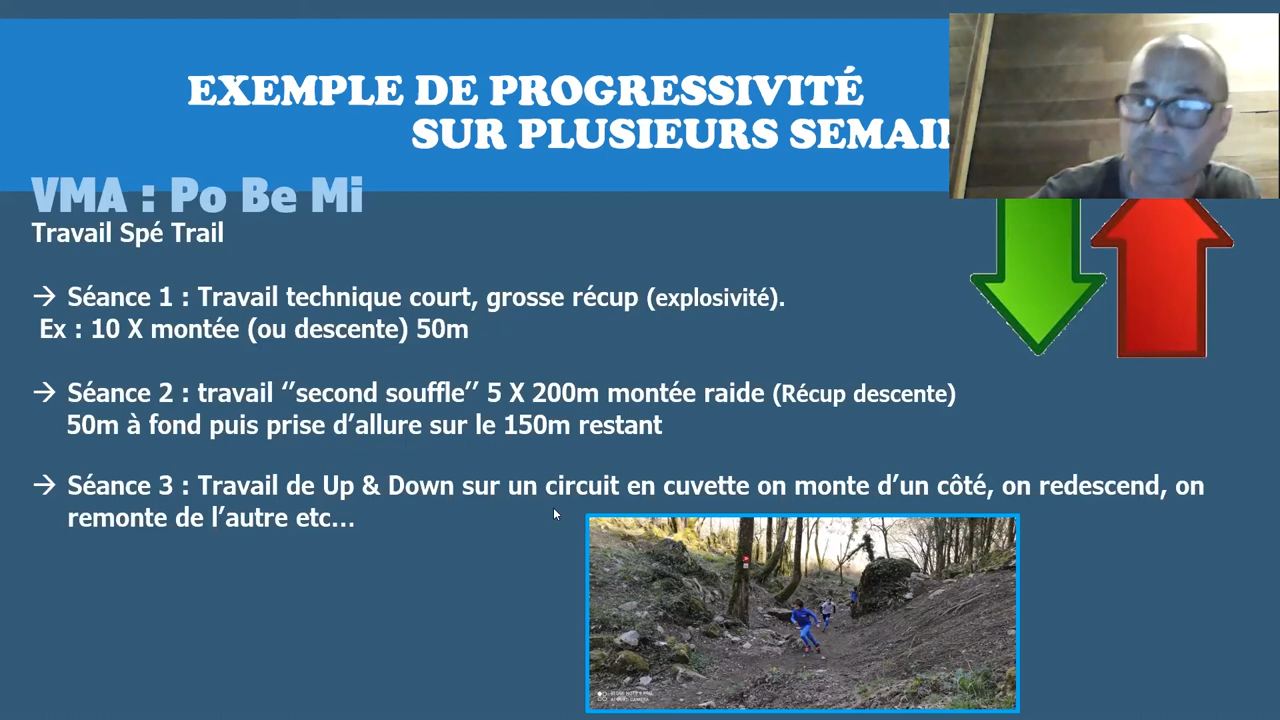 EXEMPLE DE PROGRESSIVITÉ
SUR PLUSIEURS
VMA : Po Be Mi
Travail Spé Trail
→ Séance 1 : Travail technique court, grosse récup (explosivité).
Ex : 10 X montée (ou descente) 50m
→ Séance 2 : travail ‘’second souffle’’ 5 X 200m montée raide (Récup descente)
50m à fond puis prise d’allure sur le 150m restant
→ Séance 3 : Travail de Up & Down sur un circuit en cuvette on monte d’un côté, on redescend, on
remonte de l’autre etc…